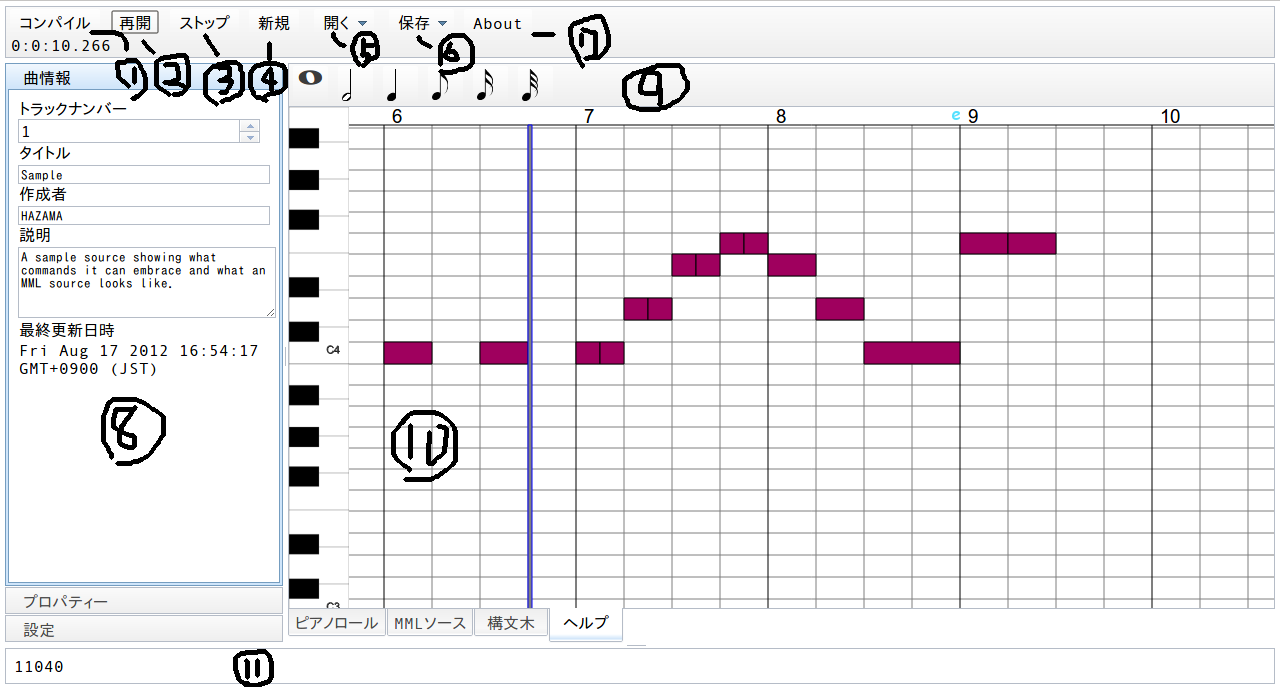 コンパイル 再開 ストップ 新規 開く 保存 About
0:0:10.266
① ② ③ ④ ⑤ ⑥ ⑦
曲情報
⑨
トラックナンバー
1
タイトル
Sample
作成者
HAZAMA
説明
A sample source showing what
commands it can embrace and what an
MML source looks like.
最終更新日時
Fri Aug 17 2012 16:54:17
GMT+0900 (JST)
⑧
プロパティー
設定
6 7 8 e 9 10
C4
⑩
C3
ピアノロール MMLソース 構文木 ヘルプ
11040
⑪